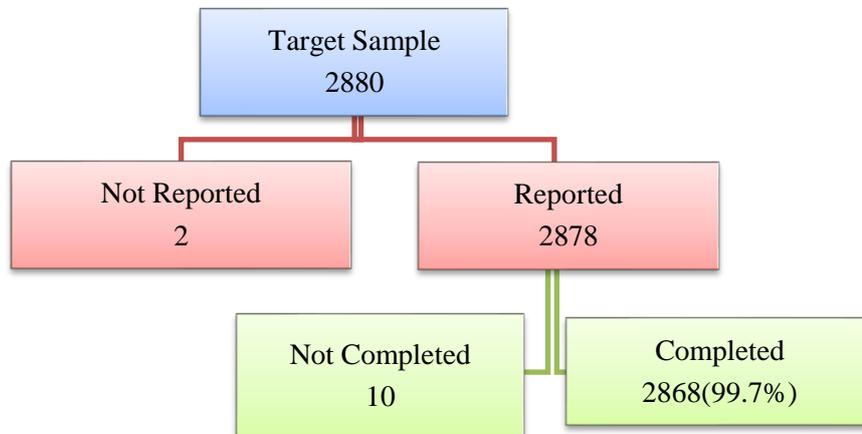 Target Sample
2880
Not Reported
2
Reported
2878
Not Completed
10
Completed
2868(99.7%)